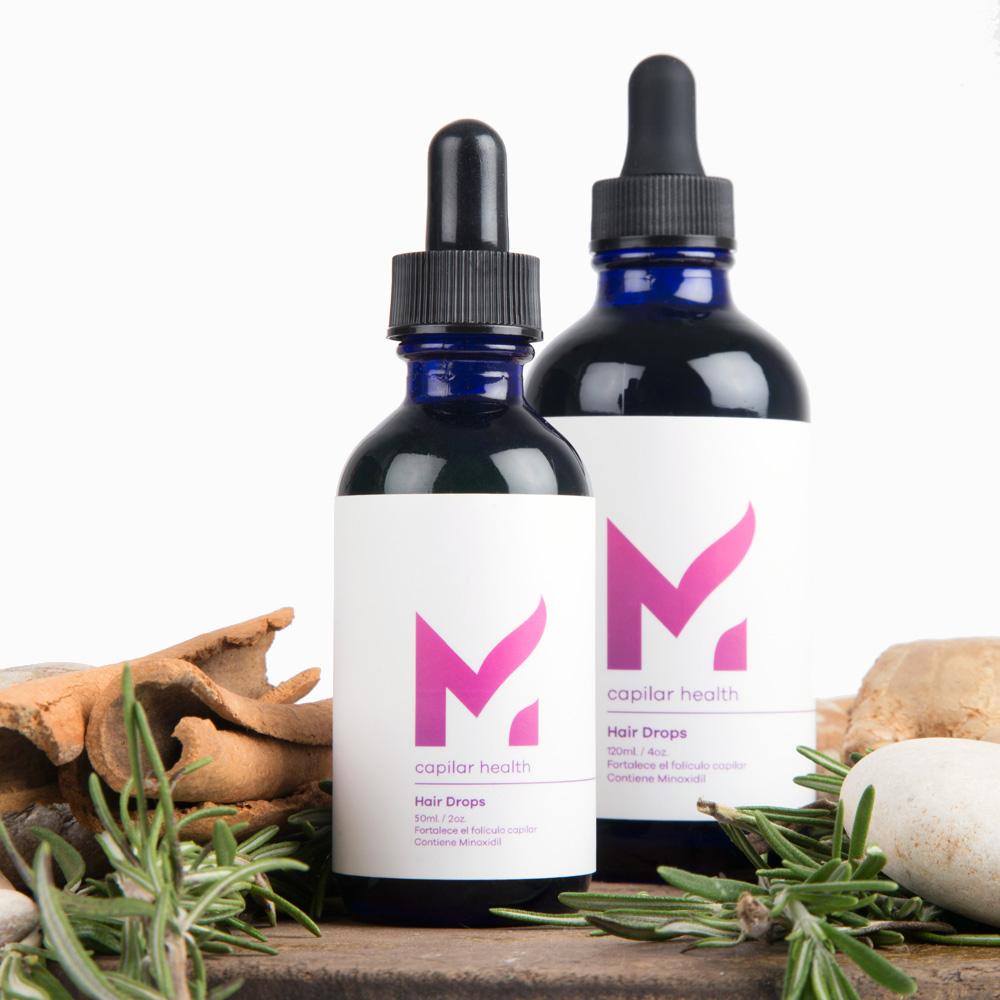 M
capilar health
Hair Drops
50ml. / 2oz.
Fortalece el folículo capilar
Contiene Minoxidil
M
capilar health
Hair Drops
120ml. / 4oz.
Fortalece el folículo capilar
Contiene Minoxidil